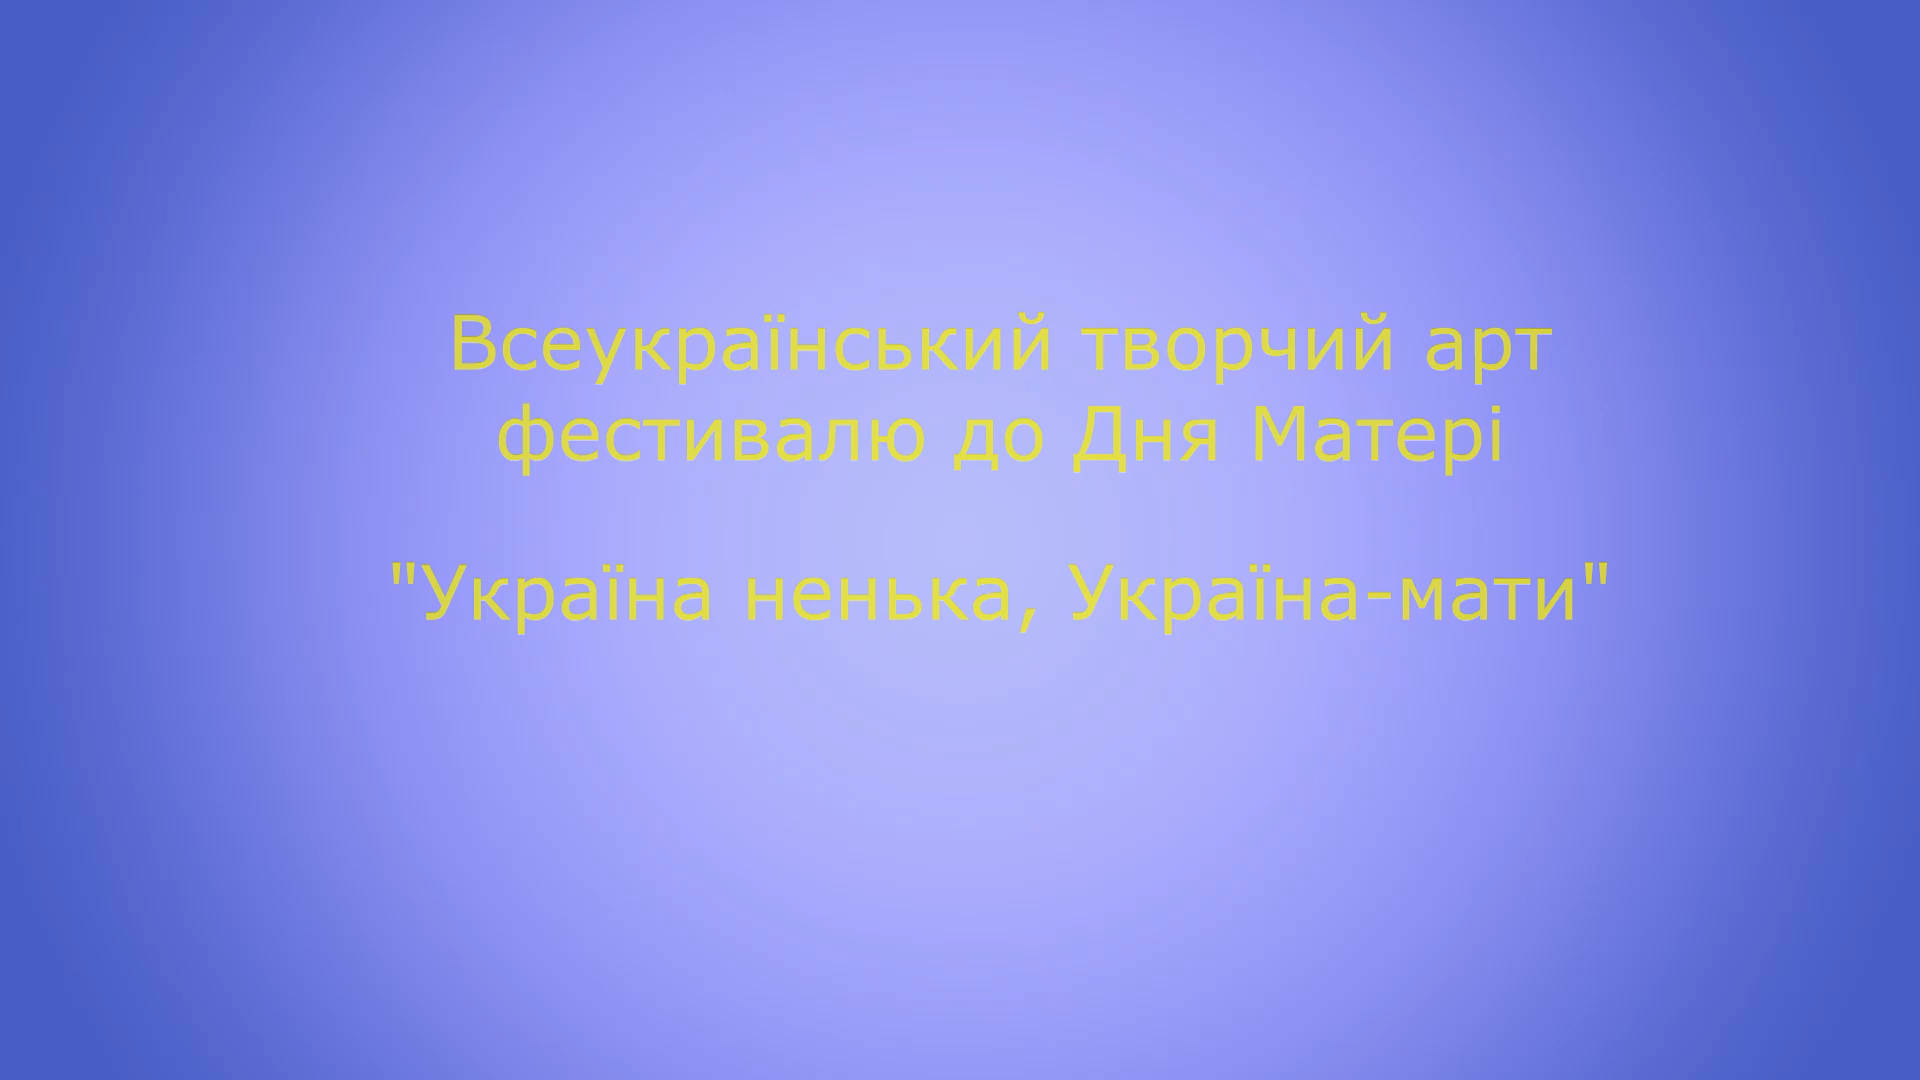 Всеукраїнський творчий арт
фестивалю до Дня Матері
"Україна ненька, Україна-мати"